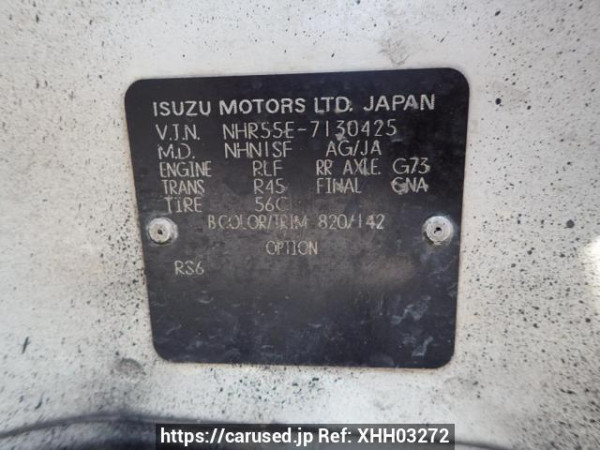 ISUZU MOTORS LTD. JAPAN
V.I.N. NHR55E-7130425
M.D. NHN1SF AG/JA
ENGINE RLF RR AXLE G73
TRANS R45 FINAL GNA
TIRE 56C
B.COLOR/TRIM 820/142
OPTION
RS6
https://carused.jp Ref: XHH03272